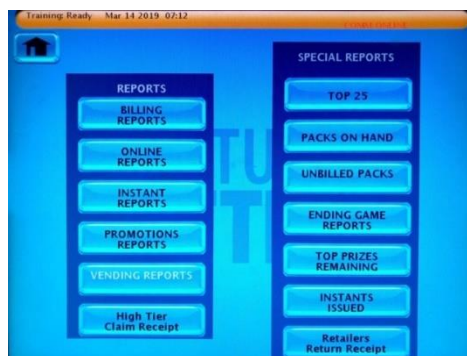 Training: Ready Mar 14 2019 07:12
COMM ONLINE
REPORTS
BILLING
REPORTS
ONLINE
REPORTS
INSTANT
REPORTS
PROMOTIONS
REPORTS
VENDING REPORTS
High Tier
Claim Receipt
SPECIAL REPORTS
TOP 25
PACKS ON HAND
UNBILLED PACKS
ENDING GAME
REPORTS
TOP PRIZES
REMAINING
INSTANTS
ISSUED
Retailers
Return Receipt